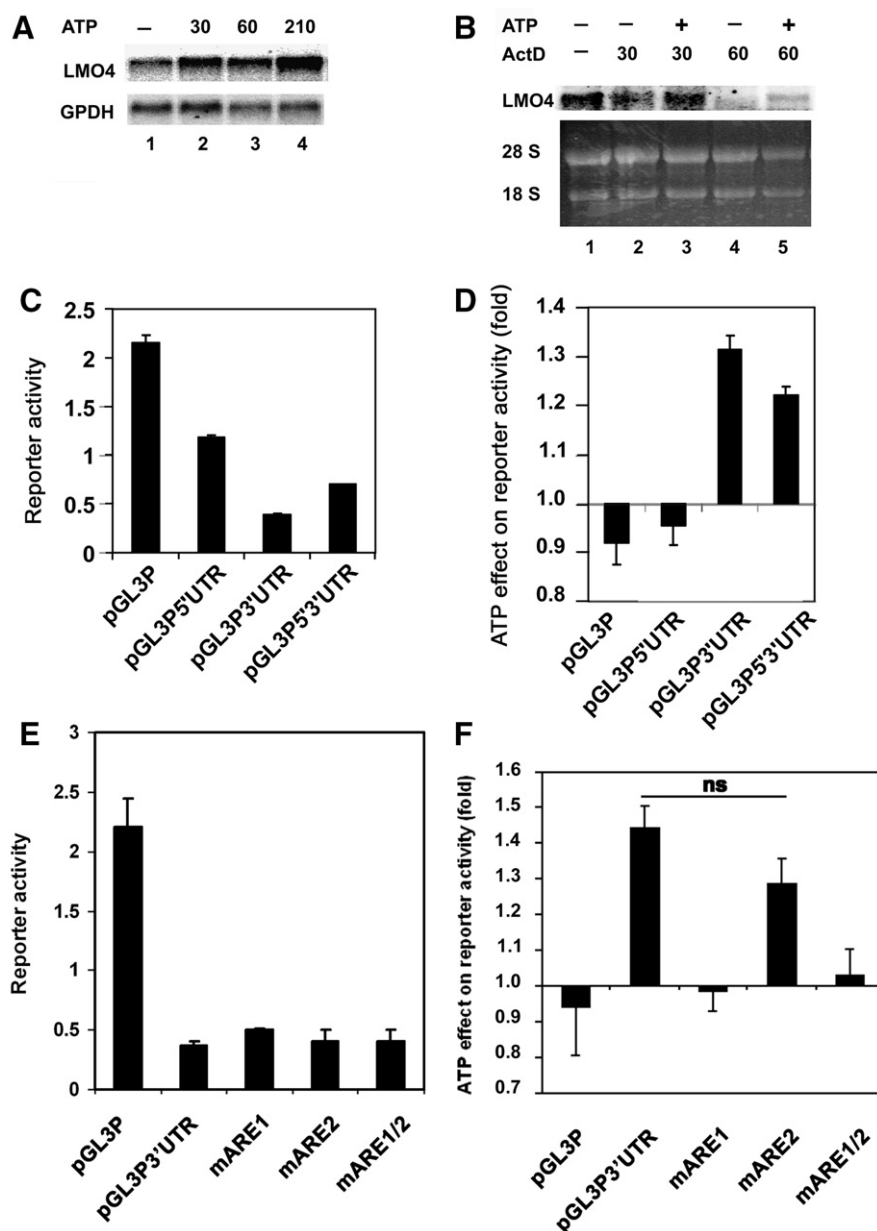 A
ATP – 30 60 210
LMO4
GPDH
1 2 3 4
B
ATP – – + – +
ActD – 30 30 60 60
LMO4
28 S
18 S
1 2 3 4 5
C
Reporter activity
2.5
2
1.5
1
0.5
0
pGL3P
pGL3P5'UTR
pGL3P3'UTR
pGL3P5'3'UTR
D
ATP effect on reporter activity (fold)
1.4
1.3
1.2
1.1
1.0
0.9
0.8
pGL3P
pGL3P5'UTR
pGL3P3'UTR
pGL3P5'3'UTR
E
Reporter activity
3
2.5
2
1.5
1
0.5
0
pGL3P
pGL3P3'UTR
mARE1
mARE2
mARE1/2
F
ATP effect on reporter activity (fold)
1.6
1.5
1.4
1.3
1.2
1.1
1.0
0.9
0.8
0.7
ns
pGL3P
pGL3P3'UTR
mARE1
mARE2
mARE1/2